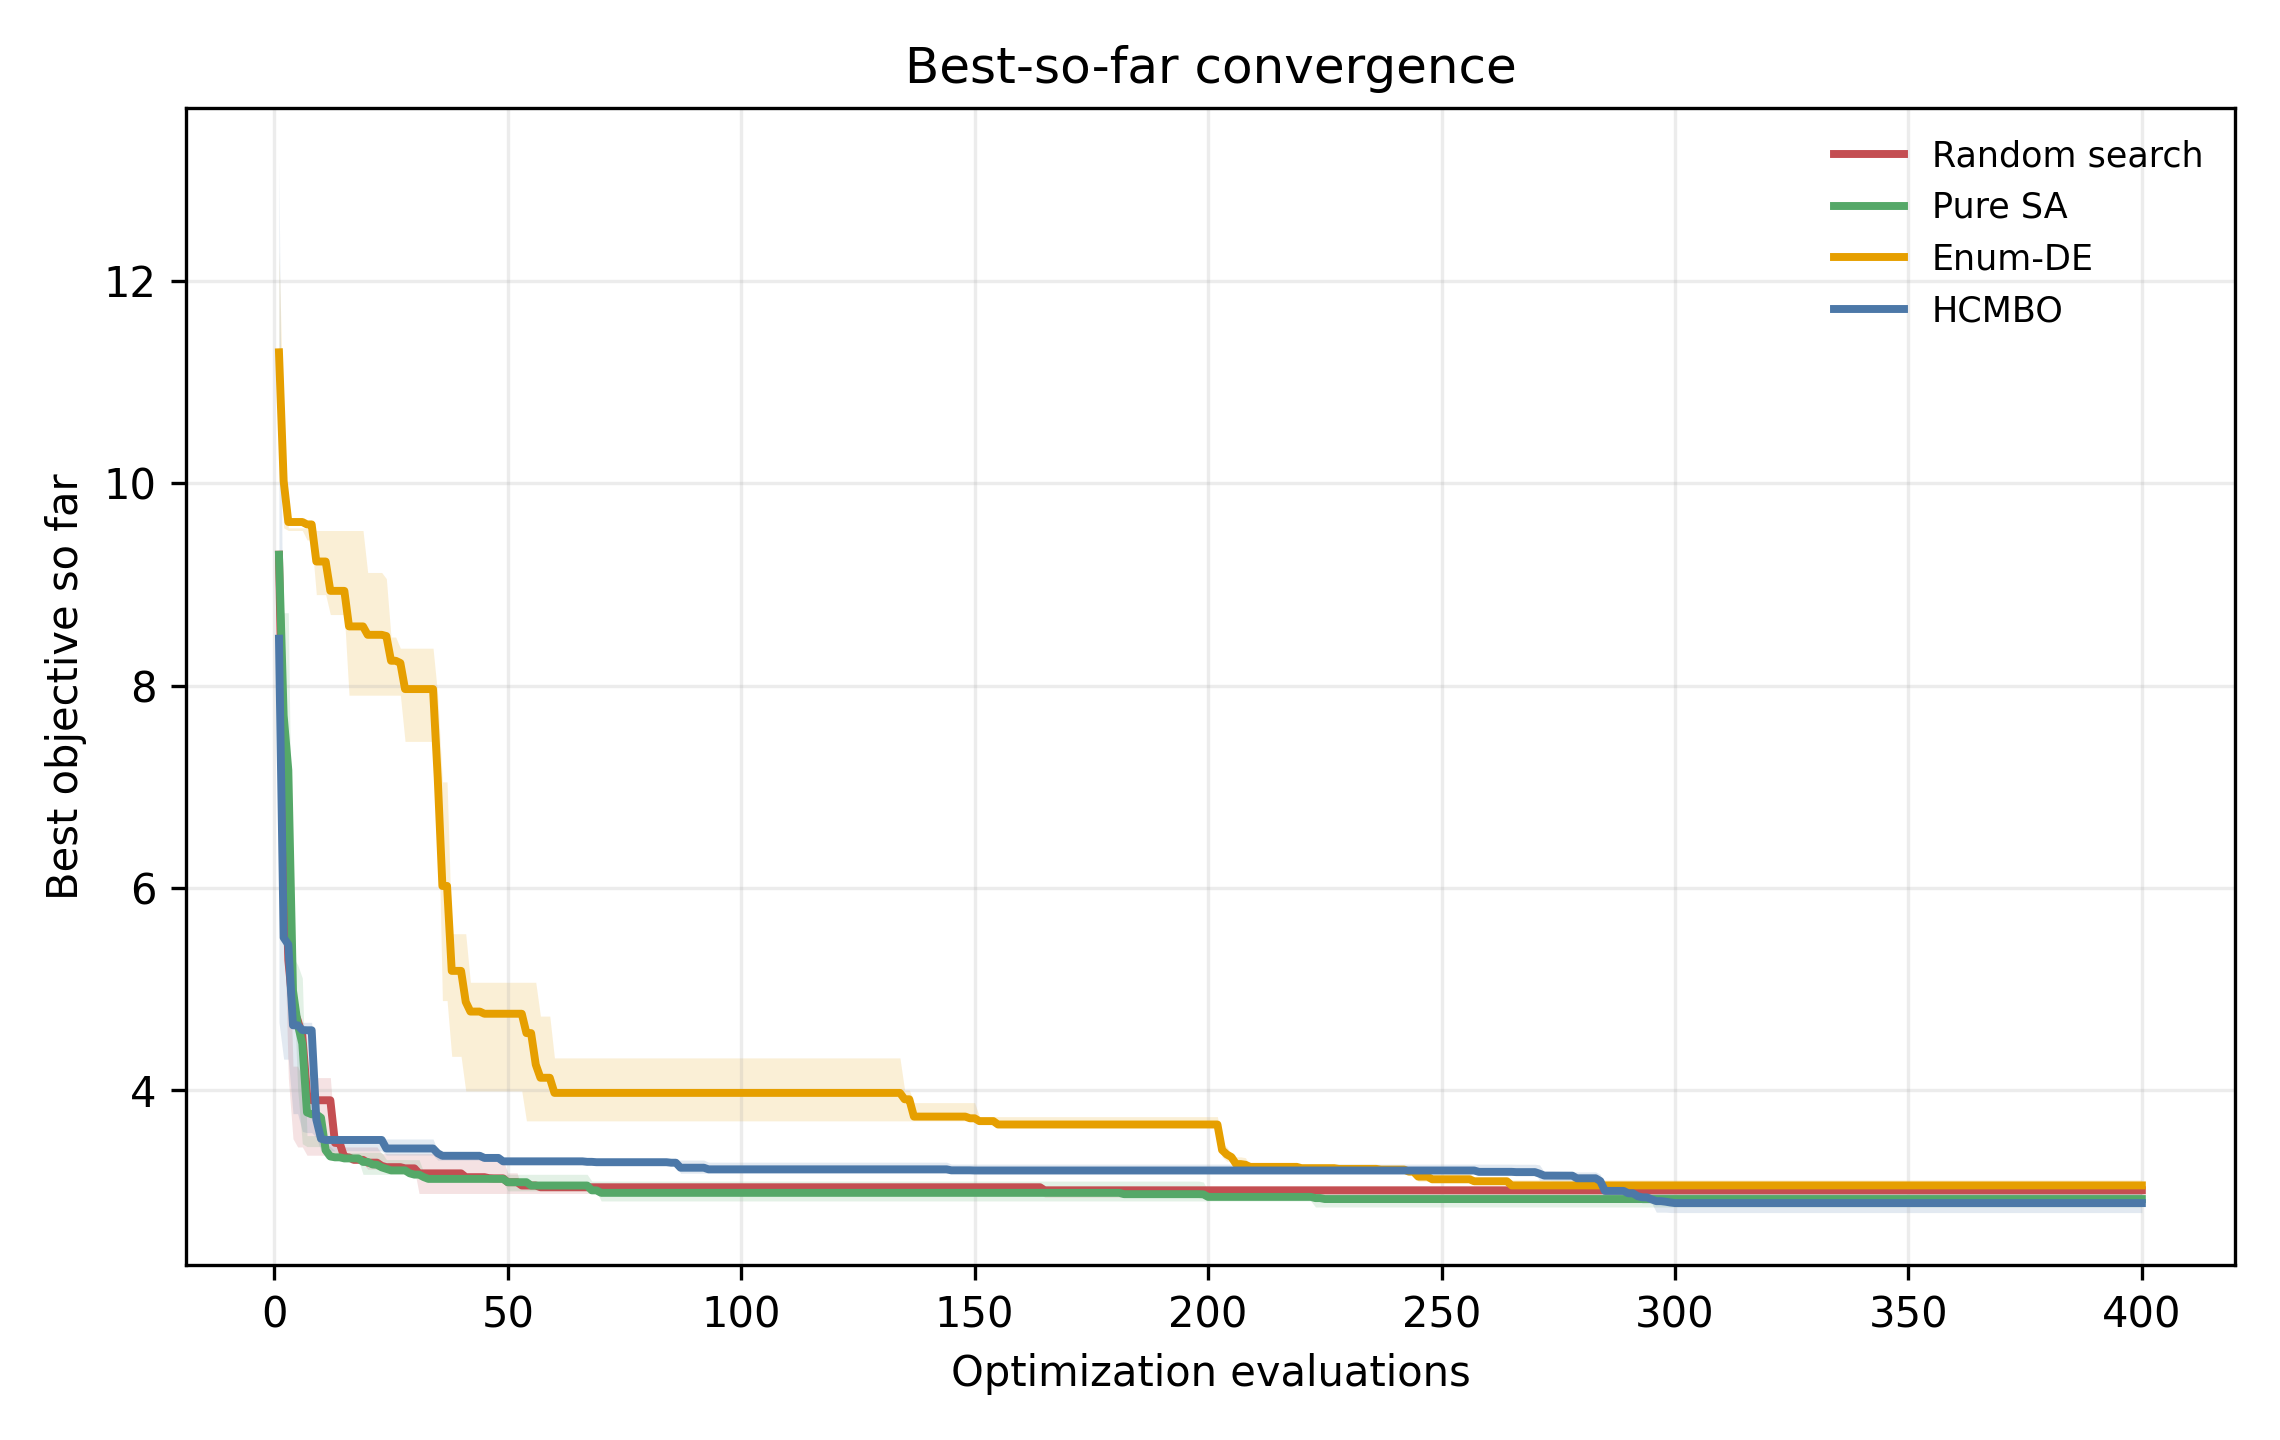 Best-so-far convergence
Random search
Pure SA
Enum-DE
HCMBO
Best objective so far
12
10
8
6
4
0 50 100 150 200 250 300 350 400
Optimization evaluations